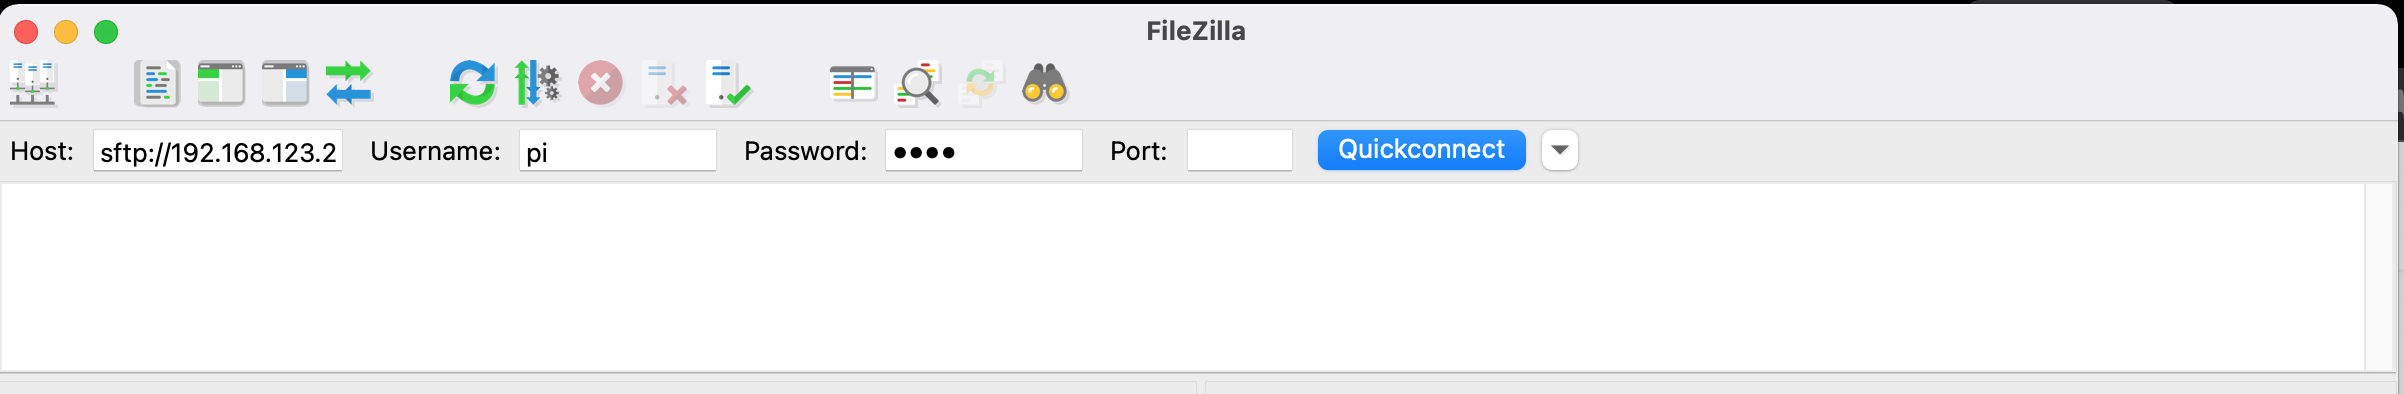 FileZilla
Host: sftp://192.168.123.2 Username: pi Password: •••• Port: Quickconnect